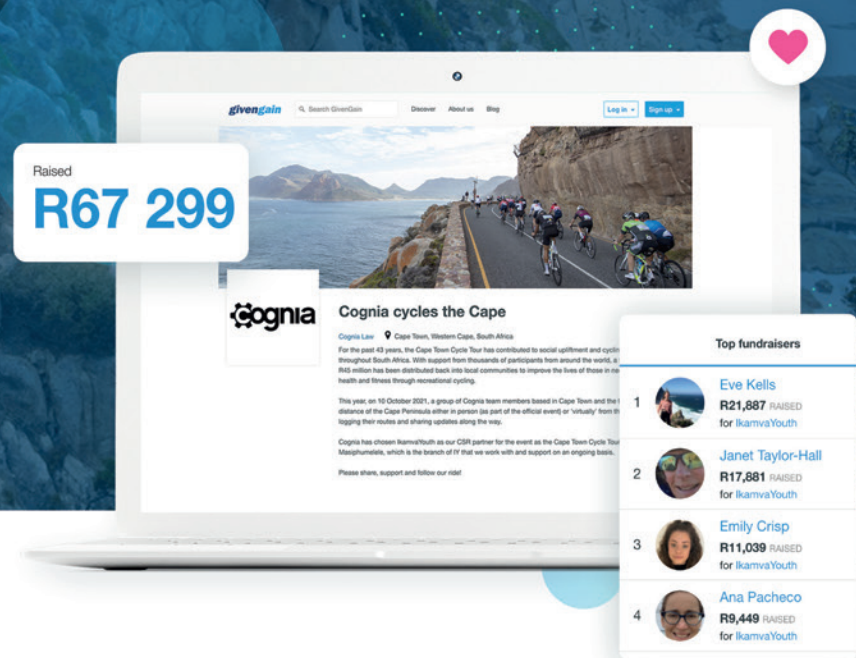 givengain
Search GivenGain
Discover About us Blog
Log in Sign up
Raised
R67 299
cognia
Cognia cycles the Cape
Cognia Law Cape Town, Western Cape, South Africa
For the past 43 years, the Cape Town Cycle Tour has contributed to social upliftment and cyclin
throughout South Africa. With support from thousands of participants from around the world, a
R45 million has been distributed back into local communities to improve the lives of those in ne
health and fitness through recreational cycling.
This year, on 10 October 2021, a group of Cognia team members based in Cape Town and the
distance of the Cape Peninsula either in person (as part of the official event) or 'virtually' from th
logging their routes and sharing updates along the way.
Cognia has chosen IkamvaYouth as our CSR partner for the event as the Cape Town Cycle Tou
Masiphumelele, which is the branch of IY that we work with and support on an ongoing basis.
Please share, support and follow our ride!
Top fundraisers
1
Eve Kells
R21,887 RAISED
for IkamvaYouth
2
Janet Taylor-Hall
R17,881 RAISED
for IkamvaYouth
3
Emily Crisp
R11,039 RAISED
for IkamvaYouth
4
Ana Pacheco
R9,449 RAISED
for IkamvaYouth